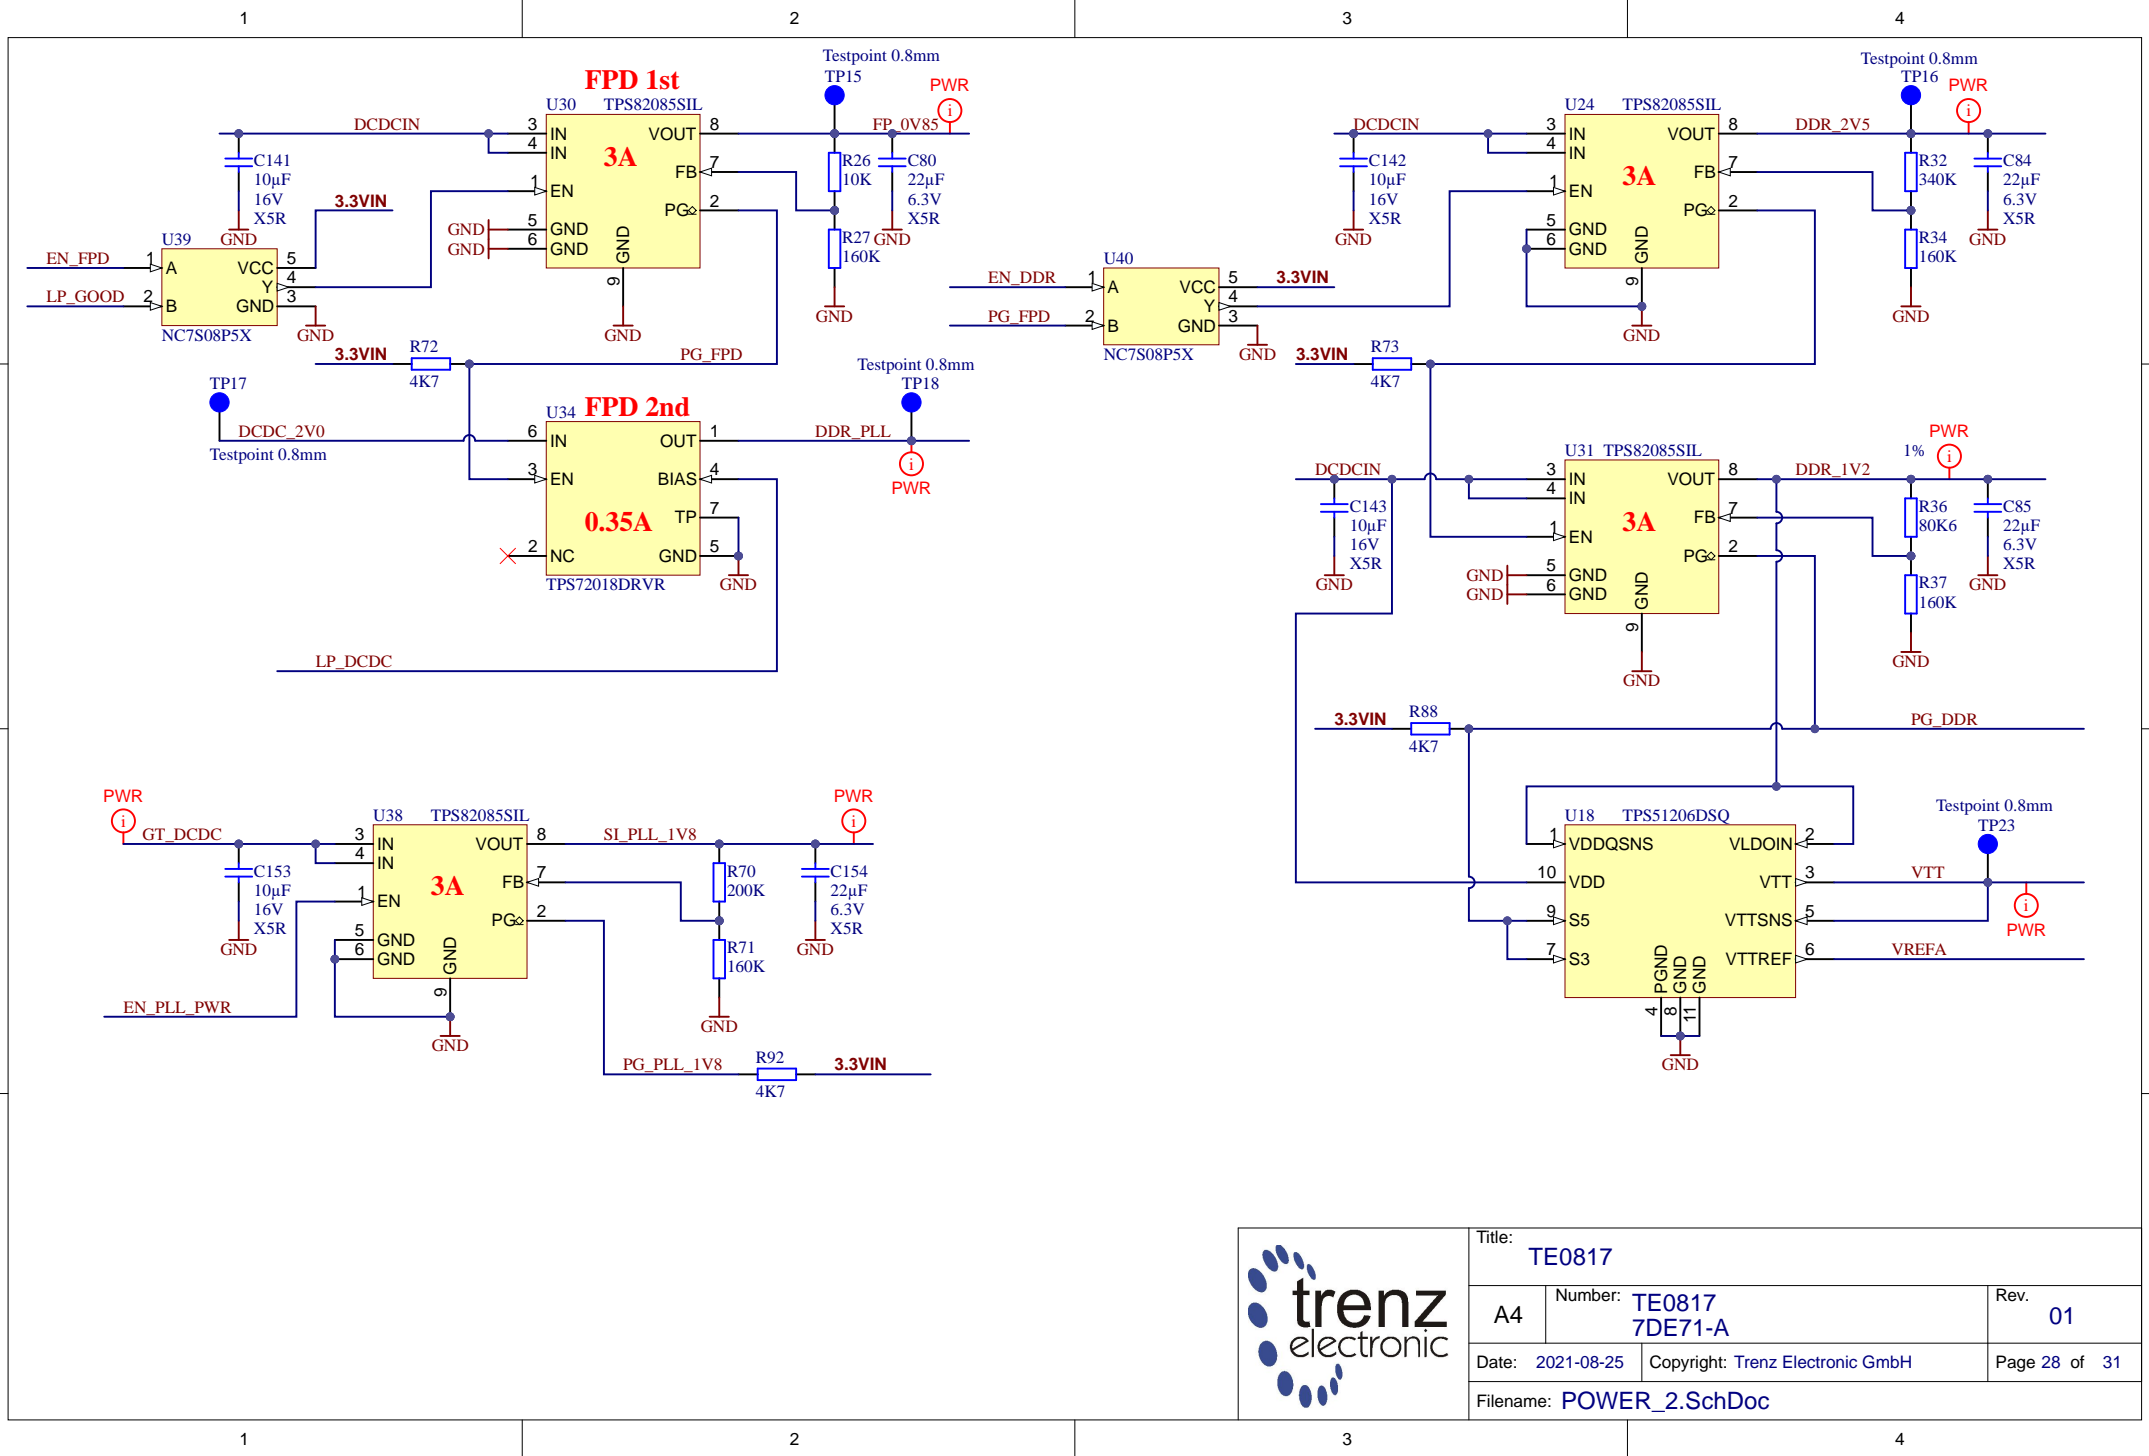 1
2
3
4
FPD 1st
U30
TPS82085SIL
Testpoint 0.8mm
TP15
PWR
i
DCDCIN
3 IN
4 IN
VOUT 8
FP_0V85
3A
C141
10µF
16V
X5R
GND
FB 7
R26
10K
C80
22µF
6.3V
X5R
GND
1 EN
PG 2
3.3VIN
GND 5 GND
GND 6 GND
GND
9
GND
R27
160K
GND
U39
EN_FPD
1 A
VCC 5
Y 4
LP_GOOD
2 B
GND 3
NC7S08P5X
GND
3.3VIN
R72
4K7
PG_FPD
TP17
DCDC_2V0
Testpoint 0.8mm
U34
FPD 2nd
6 IN
OUT 1
DDR_PLL
Testpoint 0.8mm
TP18
i
PWR
3 EN
BIAS 4
0.35A
TP 7
2 NC
GND 5
TPS72018DRVR
GND
LP_DCDC
PWR
i
GT_DCDC
U38
TPS82085SIL
3 IN
4 IN
VOUT 8
SI_PLL_1V8
PWR
i
C153
10µF
16V
X5R
GND
3A
FB 7
R70
200K
C154
22µF
6.3V
X5R
GND
1 EN
PG 2
5 GND
6 GND
GND
9
GND
R71
160K
GND
EN_PLL_PWR
PG_PLL_1V8
R92
4K7
3.3VIN
U24
TPS82085SIL
Testpoint 0.8mm
TP16
PWR
i
DCDCIN
3 IN
4 IN
VOUT 8
DDR_2V5
C142
10µF
16V
X5R
GND
3A
FB 7
R32
340K
C84
22µF
6.3V
X5R
GND
1 EN
PG 2
5 GND
6 GND
GND
9
GND
R34
160K
GND
U40
EN_DDR
1 A
VCC 5
3.3VIN
Y 4
PG_FPD
2 B
GND 3
NC7S08P5X
GND
3.3VIN
R73
4K7
U31
TPS82085SIL
1%
PWR
i
DCDCIN
3 IN
4 IN
VOUT 8
DDR_1V2
C143
10µF
16V
X5R
GND
3A
FB 7
R36
80K6
C85
22µF
6.3V
X5R
GND
1 EN
PG 2
GND 5 GND
GND 6 GND
GND
9
GND
R37
160K
GND
3.3VIN
R88
4K7
PG_DDR
U18
TPS51206DSQ
Testpoint 0.8mm
TP23
1 VDDQSNS
VLDOIN 2
10 VDD
VTT 3
VTT
i
PWR
9 S5
VTTSNS 5
7 S3
VTTREF 6
VREFA
PGND
GND
GND
4
8
11
GND
trenz
electronic
Title:
TE0817
A4
Number: TE0817
7DE71-A
Rev.
01
Date: 2021-08-25
Copyright: Trenz Electronic GmbH
Page 28 of 31
Filename: POWER_2.SchDoc
1
2
3
4